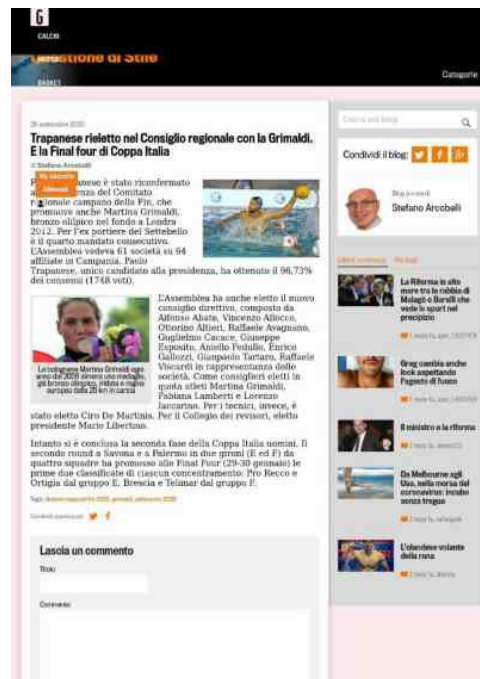 G
CALCIO
BASKET
Categorie
Trapanese rieletto nel Consiglio regionale con la Grimaldi.
E la Final four di Coppa Italia
di Stefano Arcobelli
stato riconfermato
Comitato
regionale campano della Fin, che
promuove anche Martina Grimaldi,
bronzo olilpico nel fondo a Londra
2012. Per l'ex portiere del Settebello
è il quarto mandato consecutivo.
L'Assemblea vedeva 61 società su 64
affiliate in Campania. Paolo
Trapanese, unico candidato alla presidenza, ha ottenuto il 96,73%
dei consensi (1748 voti).
L'Assemblea ha anche eletto il nuovo
consiglio direttivo, composto da
Alfonso Abate, Vincenzo Allocco,
Ottorino Altieri, Raffaele Avagnano,
Guglielmo Cacace, Giuseppe
Esposito, Aniello Fedullo, Enrico
Gallozzi, Gianpaolo Tartaro, Raffaele
Viscardi in rappresentanza delle
società. Come consiglieri eletti in
quota atleti Martina Grimaldi,
Fabiana Lamberti e Lorenzo
Iaccarino. Per i tecnici, invece, è
stato eletto Ciro De Martinis. Per il Collegio dei revisori, eletto
presidente Mario Libertino.
La bolognese Martina Grimaldi ogni
Intanto si è conclusa la seconda fase della Coppa Italia uomini. Il
secondo round a Savona e a Palermo in due gironi (E ed F) da
quattro squadre ha promosso alle Final Four (29-30 gennaio) le
prime due classificate di ciascun concentramento: Pro Recco e
Ortigia dal gruppo E, Brescia e Telimar dal gruppo F.
Lascia un commento
Titolo
Commento
Condividi il blog:
Stefano Arcobelli
La Riforma in alto
mare tra la rabbia di
Malagò e Barelli che
vede lo sport nel
precipizio
Greg cambia anche
look aspettando
l'agosto di fuoco
Il ministro e la riforma
Da Melbourne agli
Usa, nella morsa del
coronavirus: incubo
senza tregua
L'olandese volante
della rana